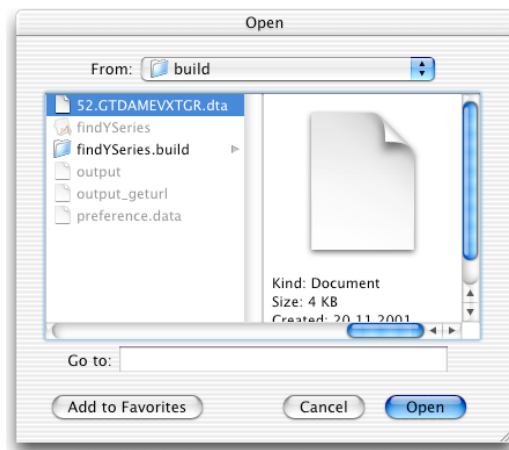 Open
From: build
52.GTDAMEVXTGR.dta
findYSeries
findYSeries.build
output
output_geturl
preference.data
Kind: Document
Size: 4 KB
Created: 20.11.2001
Go to:
Add to Favorites
Cancel
Open